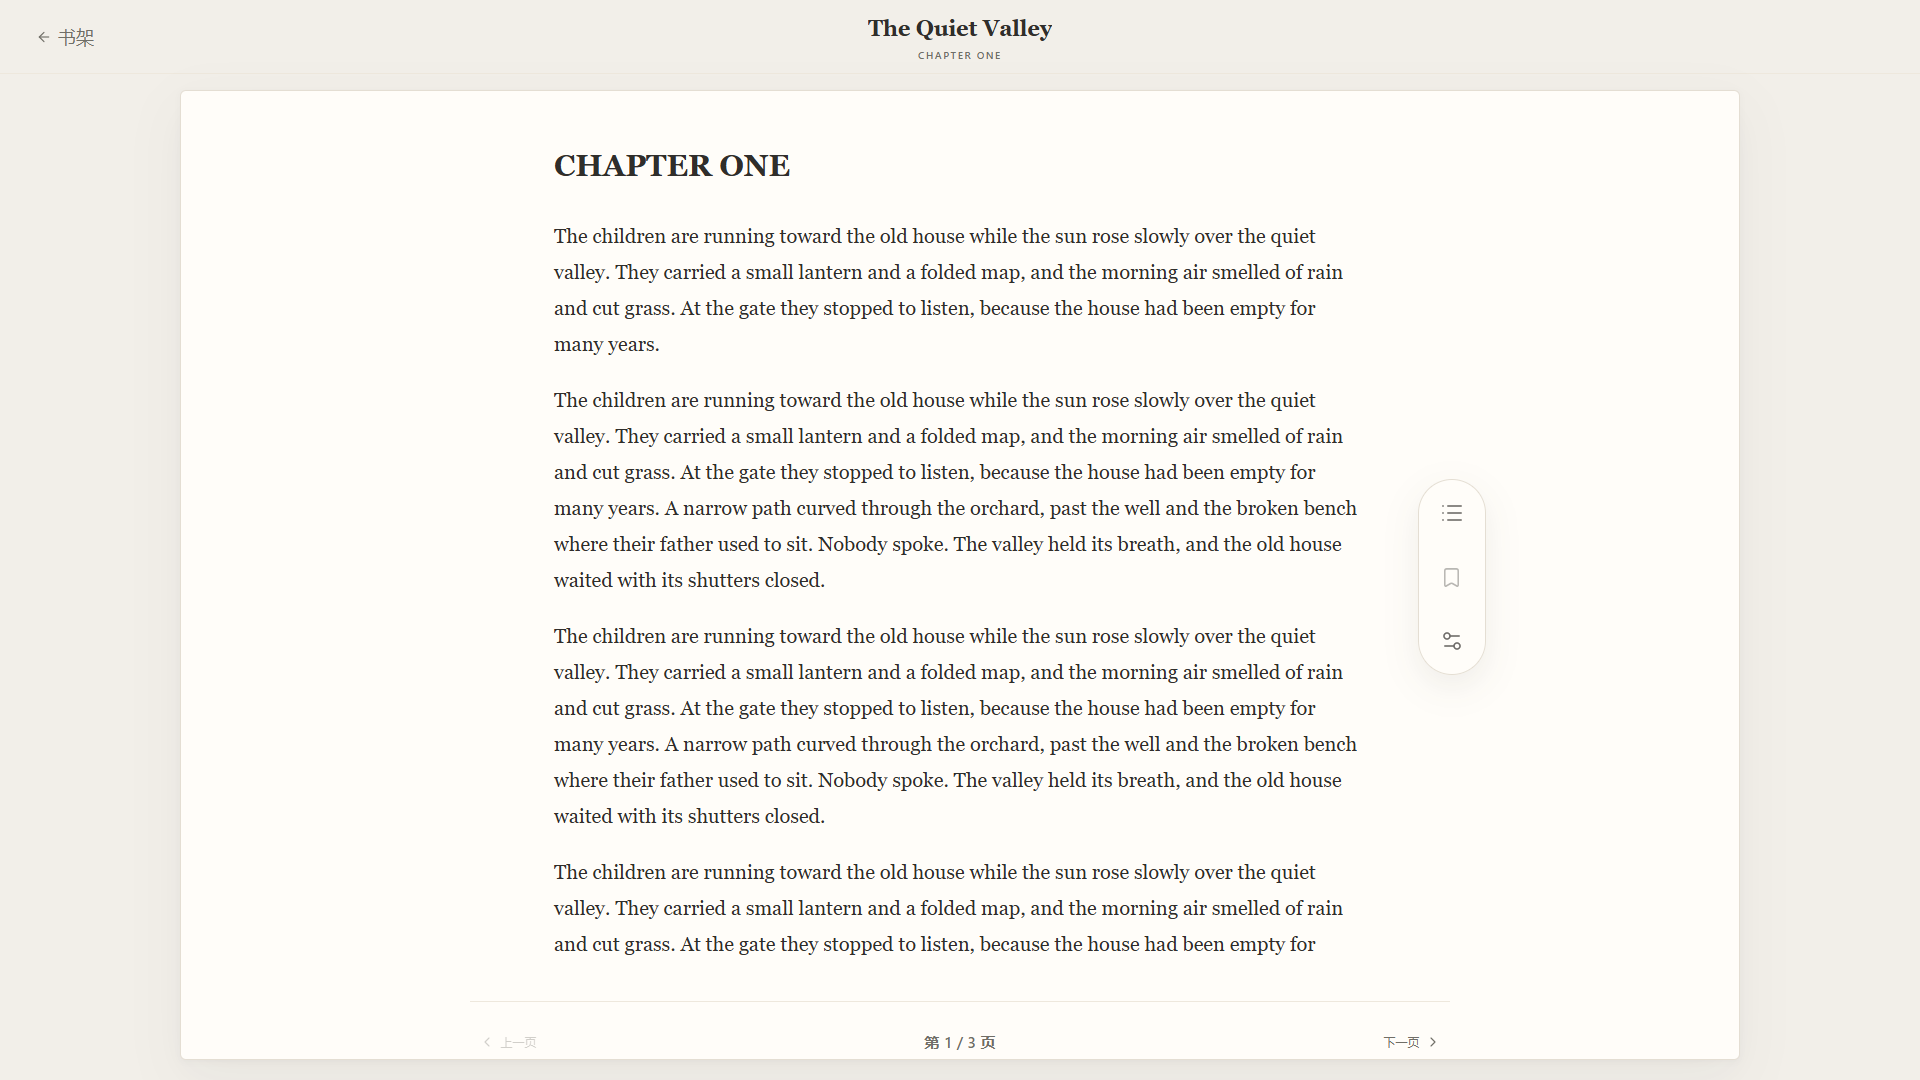 书架
The Quiet Valley
CHAPTER ONE
CHAPTER ONE
The children are running toward the old house while the sun rose slowly over the quiet
valley. They carried a small lantern and a folded map, and the morning air smelled of rain
and cut grass. At the gate they stopped to listen, because the house had been empty for
many years.
The children are running toward the old house while the sun rose slowly over the quiet
valley. They carried a small lantern and a folded map, and the morning air smelled of rain
and cut grass. At the gate they stopped to listen, because the house had been empty for
many years. A narrow path curved through the orchard, past the well and the broken bench
where their father used to sit. Nobody spoke. The valley held its breath, and the old house
waited with its shutters closed.
The children are running toward the old house while the sun rose slowly over the quiet
valley. They carried a small lantern and a folded map, and the morning air smelled of rain
and cut grass. At the gate they stopped to listen, because the house had been empty for
many years. A narrow path curved through the orchard, past the well and the broken bench
where their father used to sit. Nobody spoke. The valley held its breath, and the old house
waited with its shutters closed.
The children are running toward the old house while the sun rose slowly over the quiet
valley. They carried a small lantern and a folded map, and the morning air smelled of rain
and cut grass. At the gate they stopped to listen, because the house had been empty for
上一页
第 1 / 3 页
下一页